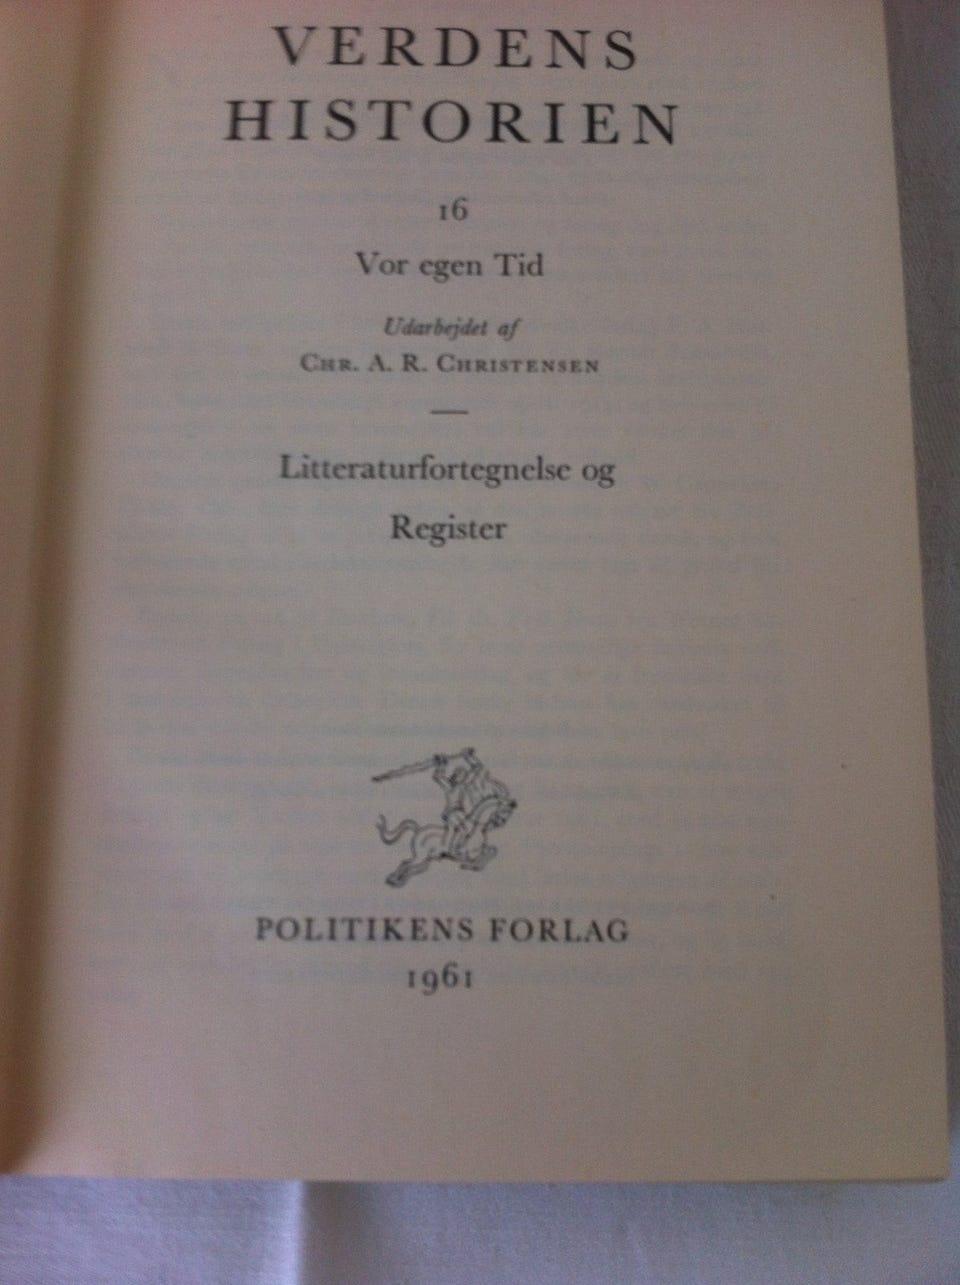 VERDENS
HISTORIEN
16
Vor egen Tid
Udarbejdet af
CHR. A. R. CHRISTENSEN
—
Litteraturfortegnelse og
Register
POLITIKENS FORLAG
1961